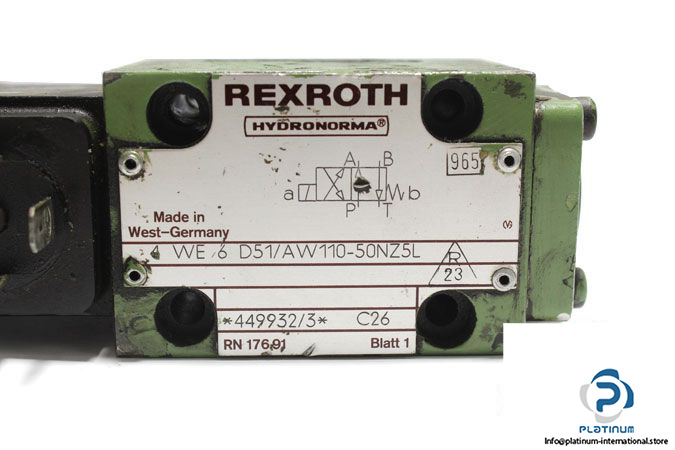 REXROTH
HYDRONORMA®
A B
965
a b
P T
Made in
West-Germany
4 WE 6 D51/AW110-50NZ5L
R
23
*449932/3* C26
RN 176 91 Blatt 1
PLATINUM
Info@platinum-international.store